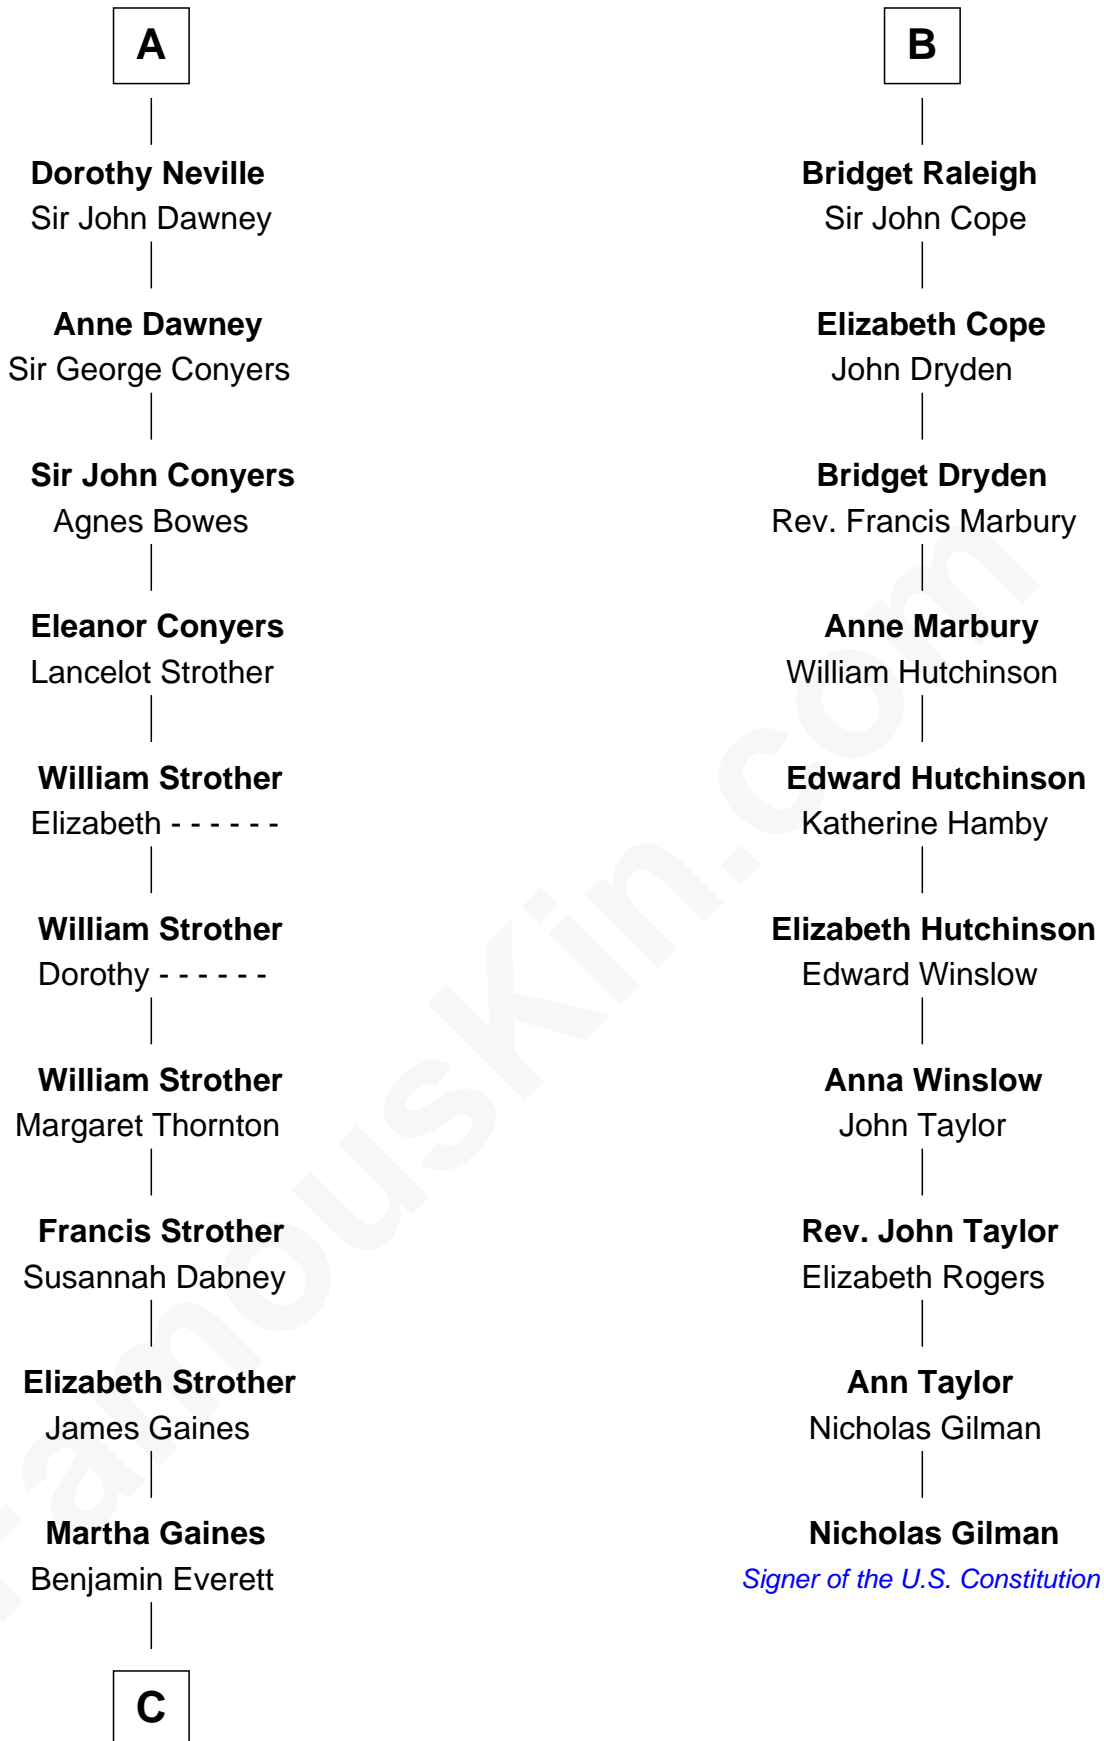 A
Dorothy Neville
Sir John Dawney
Anne Dawney
Sir George Conyers
Sir John Conyers
Agnes Bowes
Eleanor Conyers
Lancelot Strother
William Strother
Elizabeth - - - - - -
William Strother
Dorothy - - - - - -
William Strother
Margaret Thornton
Francis Strother
Susannah Dabney
Elizabeth Strother
James Gaines
Martha Gaines
Benjamin Everett
C
B
Bridget Raleigh
Sir John Cope
Elizabeth Cope
John Dryden
Bridget Dryden
Rev. Francis Marbury
Anne Marbury
William Hutchinson
Edward Hutchinson
Katherine Hamby
Elizabeth Hutchinson
Edward Winslow
Anna Winslow
John Taylor
Rev. John Taylor
Elizabeth Rogers
Ann Taylor
Nicholas Gilman
Nicholas Gilman
Signer of the U.S. Constitution
FamousKin.com